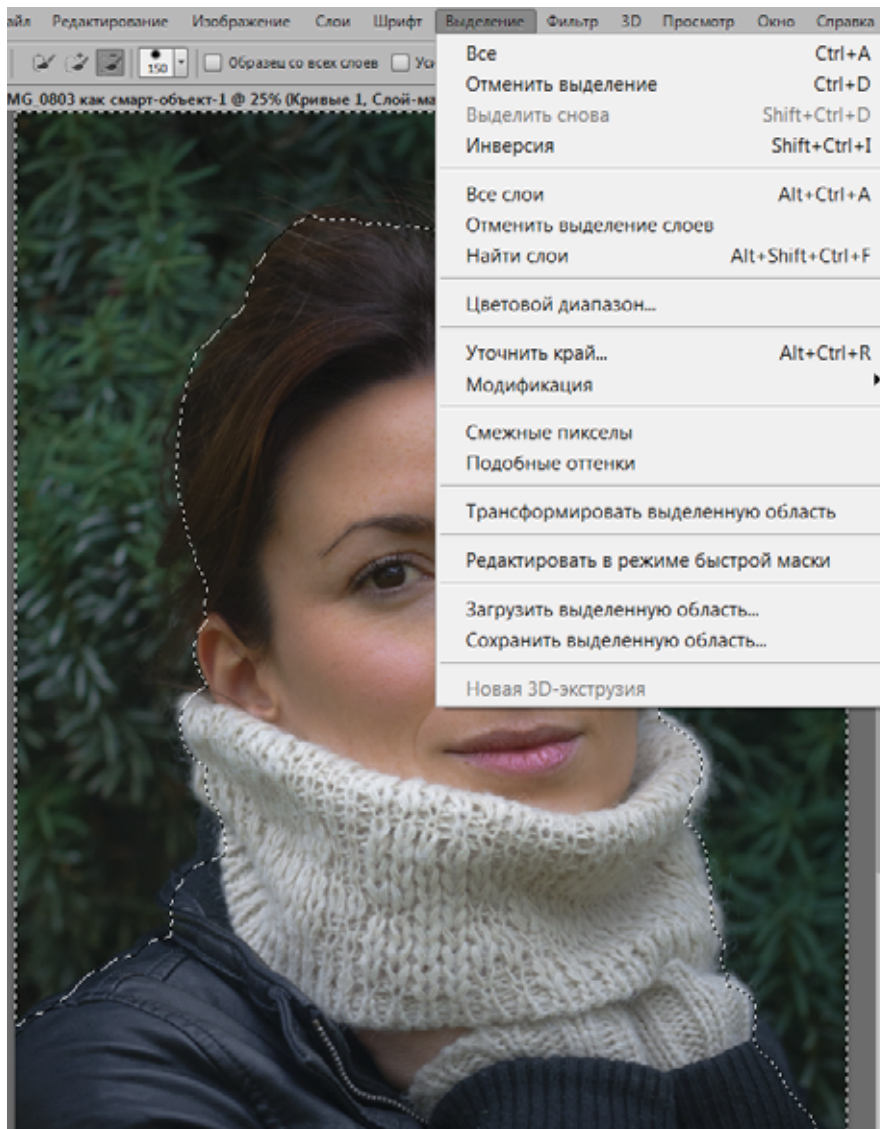 айл Редактирование Изображение Слои Шрифт Выделение Фильтр 3D Просмотр Окно Справка
150 Образец со всех слоев Уси
MG_0803 как смарт-объект-1 @ 25% (Кривые 1, Слой-ма
Все Ctrl+A
Отменить выделение Ctrl+D
Выделить снова Shift+Ctrl+D
Инверсия Shift+Ctrl+I
Все слои Alt+Ctrl+A
Отменить выделение слоев
Найти слои Alt+Shift+Ctrl+F
Цветовой диапазон...
Уточнить край... Alt+Ctrl+R
Модификация
Смежные пикселы
Подобные оттенки
Трансформировать выделенную область
Редактировать в режиме быстрой маски
Загрузить выделенную область...
Сохранить выделенную область...
Новая 3D-экструзия